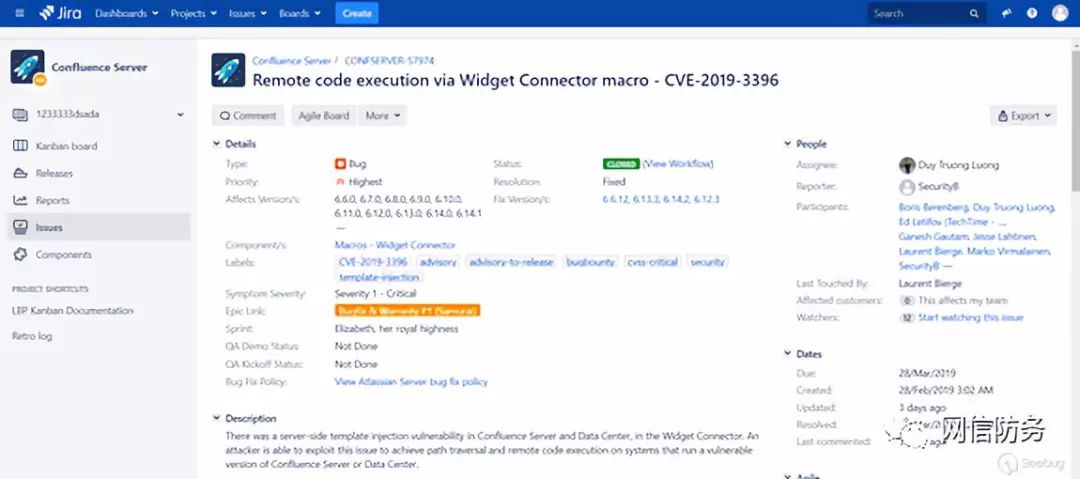 Jira Dashboards Projects Issues Boards Create Search
Confluence Server
1233333dsada
Kanban board
Releases
Reports
Issues
Components
PROJECT SHORTCUTS
LEP Kanban Documentation
Retro log
Confluence Server / CONFSERVER-57974
Remote code execution via Widget Connector macro - CVE-2019-3396
Comment Agile Board More Export
Details
Type: Bug
Priority: Highest
Affects Version/s: 6.6.0, 6.7.0, 6.8.0, 6.9.0, 6.10.0,
6.11.0, 6.12.0, 6.13.0, 6.14.0, 6.14.1
Component/s: Macros - Widget Connector
Labels: CVE-2019-3396 advisory advisory-to-release bugbounty cvss-critical security
template-injection
Symptom Severity: Severity 1 - Critical
Epic Link: Bugfix & Warranty
Sprint: Elizabeth, her royal highness
QA Demo Status: Not Done
QA Kickoff Status: Not Done
Bug Fix Policy: View Atlassian Server bug fix policy
Status: CLOSED (View Workflow)
Resolution: Fixed
Fix Version/s: 6.6.12, 6.13.3, 6.14.2, 6.12.3
Description
There was a server-side template injection vulnerability in Confluence Server and Data Center, in the Widget Connector. An
attacker is able to exploit this issue to achieve path traversal and remote code execution on systems that run a vulnerable
version of Confluence Server or Data Center.
People
Assignee: Duy Truong Luong
Reporter: SecurityB
Participants: Boris Berenberg, Duy Truong Luong,
Ed Letifov (TechTime - ...
Ganesh Gautam, Jesse Lahtinen,
Laurent Bierge, Marko Virmalainen,
SecurityB
Last Touched By: Laurent Bierge
Affected customers: 0 This affects my team
Watchers: 12 Start watching this issue
Dates
Due: 28/Mar/2019
Created: 28/Feb/2019 3:02 AM
Updated: 3 days ago
Resolved:
Last commented: ago
网信防务
Seebug